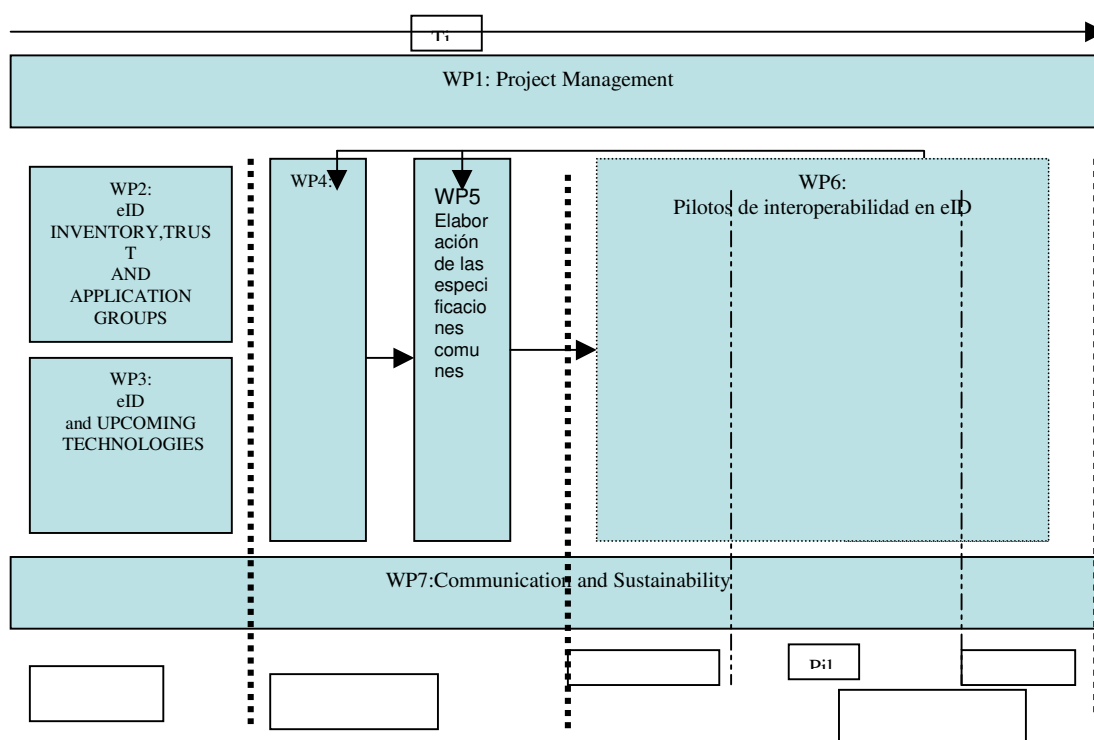 WP1: Project Management
WP2:
eID
INVENTORY,TRUS
T
AND
APPLICATION
GROUPS
WP3:
eID
and UPCOMING
TECHNOLOGIES
WP4:
WP5
Elabor
ación
de las
especi
ficacio
nes
comu
nes
WP6:
Pilotos de interoperabilidad en eID
WP7:Communication and Sustainability